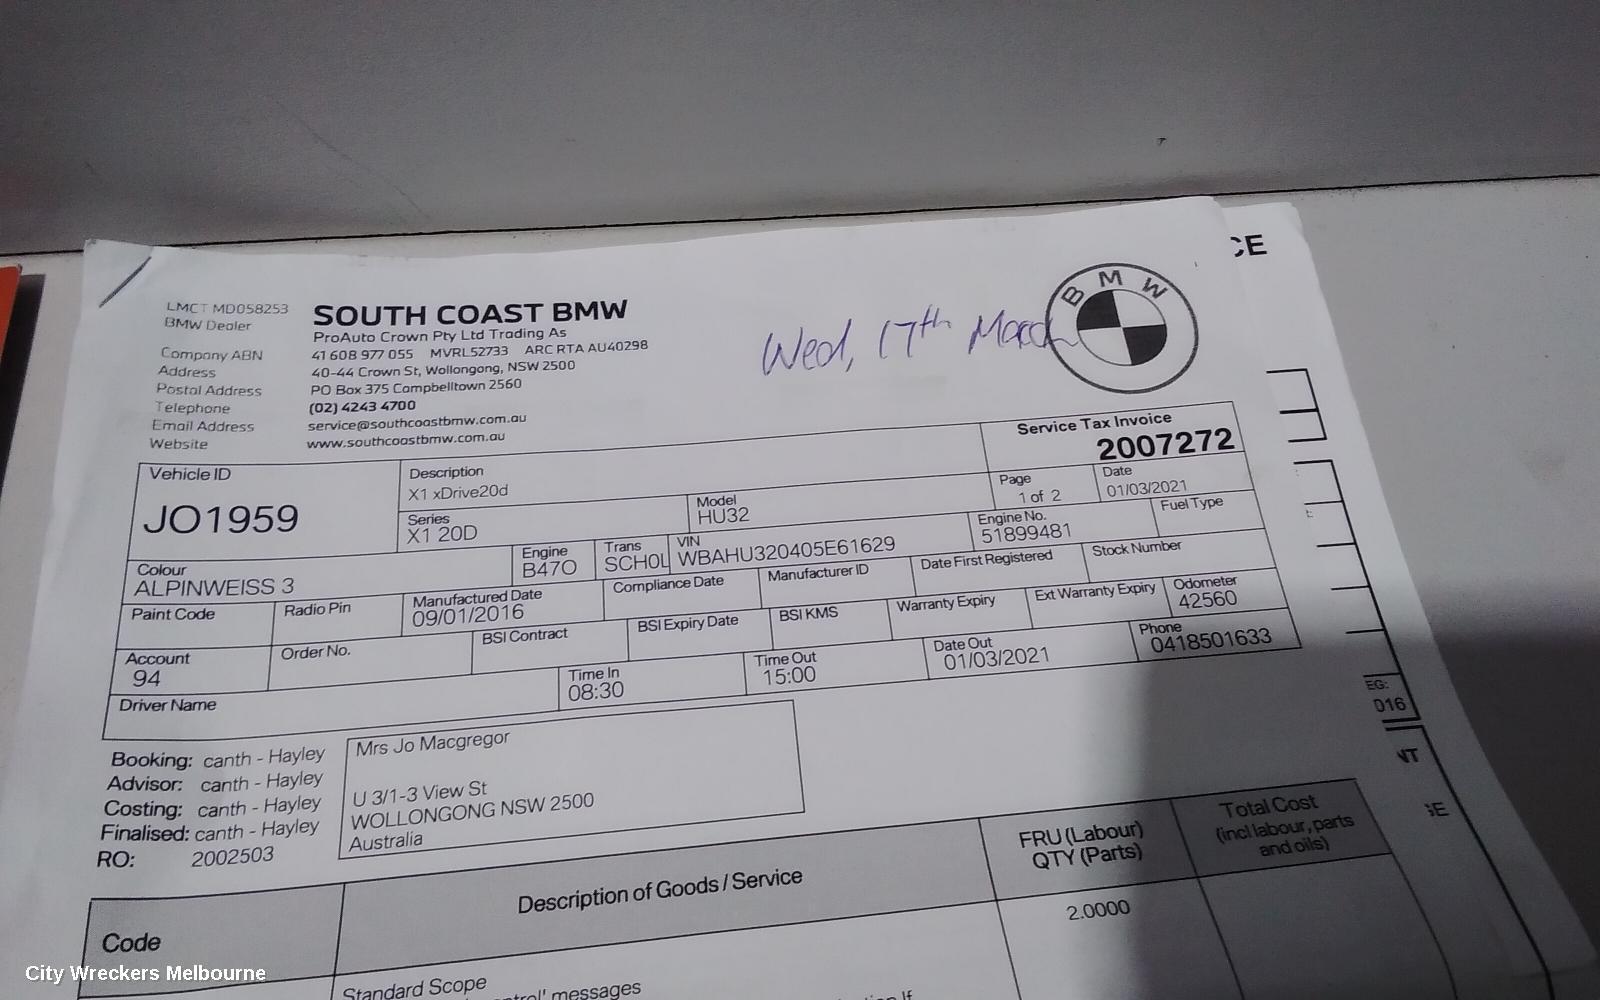 CE
LMCT MD058253
BMW Dealer
SOUTH COAST BMW
ProAuto Crown Pty Ltd Trading As
Company ABN 41 608 977 055 MVRL52733 ARC RTA AU40298
Address 40-44 Crown St, Wollongong, NSW 2500
Postal Address PO Box 375 Campbelltown 2560
Telephone (02) 4243 4700
Email Address service@southcoastbmw.com.au
Website www.southcoastbmw.com.au
Wed, 17th March
BMW
Service Tax Invoice
2007272
Vehicle ID
JO1959
Description
X1 xDrive20d
Page
1 of 2
Date
01/03/2021
Series
X1 20D
Model
HU32
Engine No.
51899481
Fuel Type
Colour
ALPINWEISS 3
Engine
B47O
Trans
SCH0L
VIN
WBAHU320405E61629
Date First Registered
Stock Number
Paint Code
Radio Pin
Manufactured Date
09/01/2016
Compliance Date
Manufacturer ID
Warranty Expiry
Ext Warranty Expiry
Odometer
42560
Account
94
Order No.
BSI Contract
BSI Expiry Date
BSI KMS
Date Out
01/03/2021
Phone
0418501633
Driver Name
Time In
08:30
Time Out
15:00
EG:
016
NT
Booking: canth - Hayley
Advisor: canth - Hayley
Costing: canth - Hayley
Finalised: canth - Hayley
RO: 2002503
Mrs Jo Macgregor
U 3/1-3 View St
WOLLONGONG NSW 2500
Australia
Code
Description of Goods / Service
FRU (Labour)
QTY (Parts)
Total Cost
(incl labour, parts
and oils)
2.0000
Standard Scope
messages
City Wreckers Melbourne